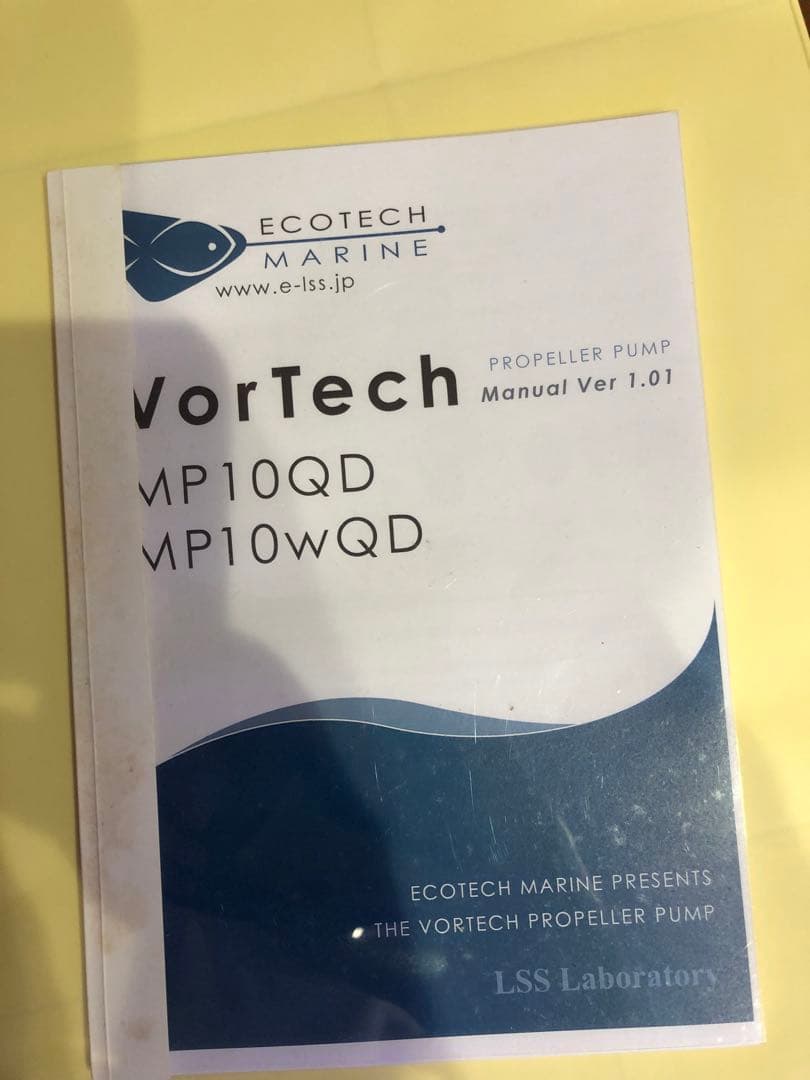 ECOTECH
MARINE
www.e-lss.jp
VorTech
PROPELLER PUMP
Manual Ver 1.01
MP10QD
MP10wQD
ECOTECH MARINE PRESENTS
THE VORTECH PROPELLER PUMP
LSS Laboratory